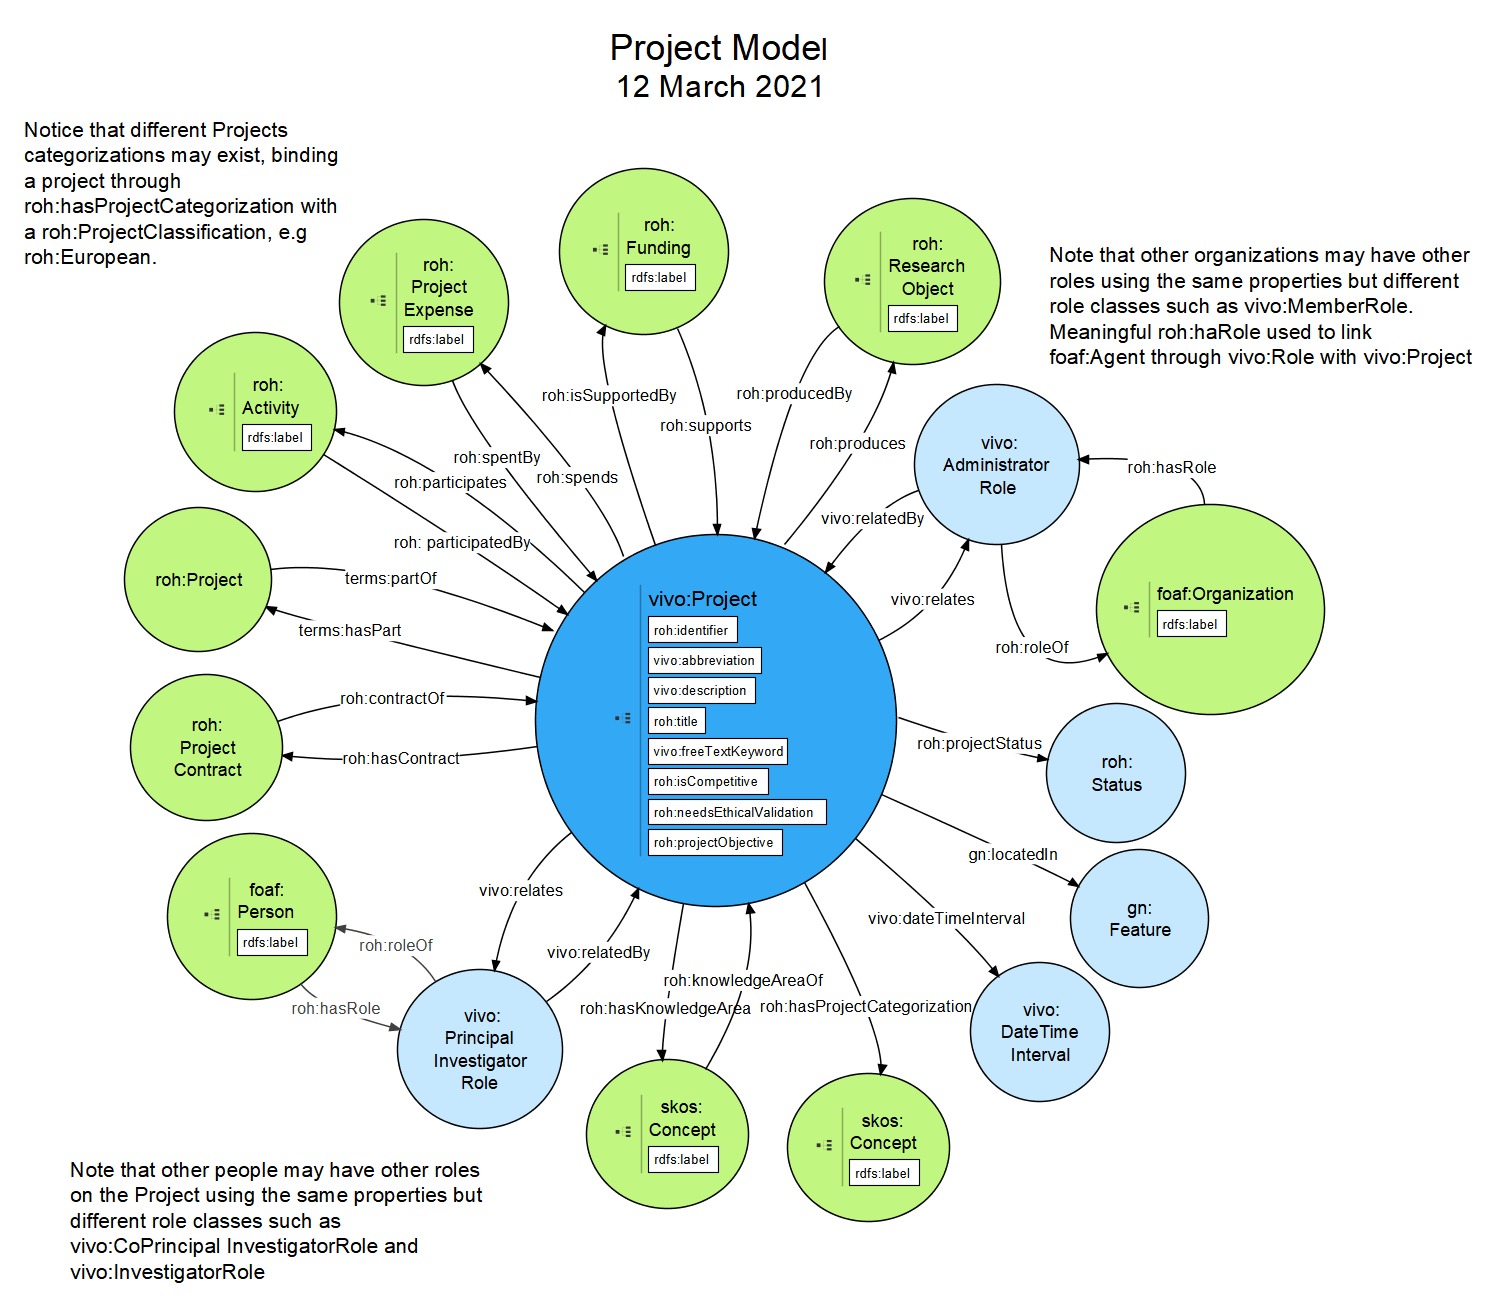 Project Model
12 March 2021
Notice that different Projects
categorizations may exist, binding
a project through
roh:hasProjectCategorization with
a roh:ProjectClassification, e.g
roh:European.
Note that other organizations may have other
roles using the same properties but different
role classes such as vivo:MemberRole.
Meaningful roh:haRole used to link
foaf:Agent through vivo:Role with vivo:Project
roh:
Funding
rdfs:label
roh:
Research
Object
rdfs:label
roh:
Project
Expense
rdfs:label
roh:
Activity
rdfs:label
roh:isSupportedBy
roh:supports
roh:producedBy
roh:produces
roh:spentBy
roh:spends
roh:participates
roh: participatedBy
vivo:
Administrator
Role
roh:hasRole
vivo:relatedBy
vivo:relates
roh:roleOf
foaf:Organization
rdfs:label
roh:Project
terms:partOf
terms:hasPart
vivo:Project
roh:identifier
vivo:abbreviation
vivo:description
roh:title
vivo:freeTextKeyword
roh:isCompetitive
roh:needsEthicalValidation
roh:projectObjective
roh:
Project
Contract
roh:contractOf
roh:hasContract
roh:projectStatus
roh:
Status
gn:locatedIn
gn:
Feature
vivo:dateTimeInterval
vivo:
DateTime
Interval
foaf:
Person
rdfs:label
roh:roleOf
roh:hasRole
vivo:relates
vivo:relatedBy
vivo:
Principal
Investigator
Role
roh:knowledgeAreaOf
roh:hasKnowledgeArea
roh:hasProjectCategorization
skos:
Concept
rdfs:label
skos:
Concept
rdfs:label
Note that other people may have other roles
on the Project using the same properties but
different role classes such as
vivo:CoPrincipal InvestigatorRole and
vivo:InvestigatorRole